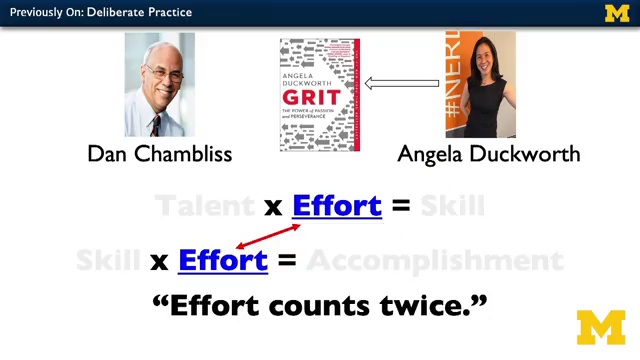 Previously On: Deliberate Practice
M
ANGELA
DUCKWORTH
GRIT
THE POWER OF PASSION
and PERSEVERANCE
#NERD
Dan Chambliss
Angela Duckworth
Talent x Effort = Skill
Skill x Effort = Accomplishment
“Effort counts twice.”
M